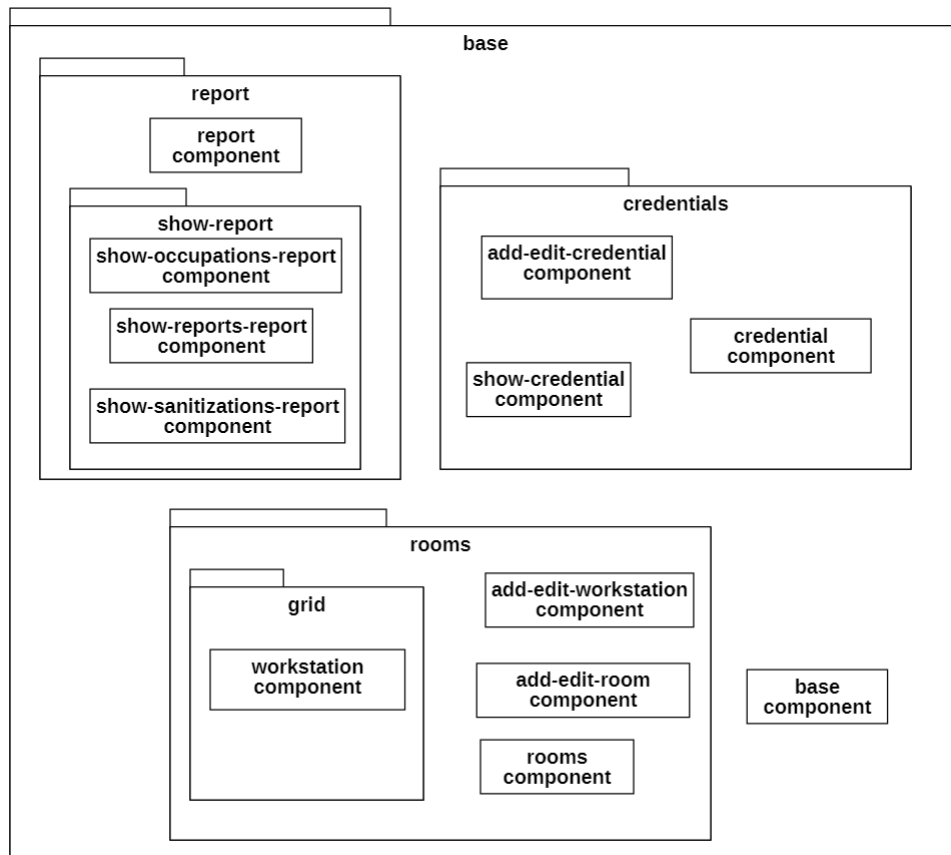 base
report
report
component
show-report
show-occupations-report
component
show-reports-report
component
show-sanitizations-report
component
credentials
add-edit-credential
component
credential
component
show-credential
component
rooms
grid
workstation
component
add-edit-workstation
component
add-edit-room
component
rooms
component
base
component